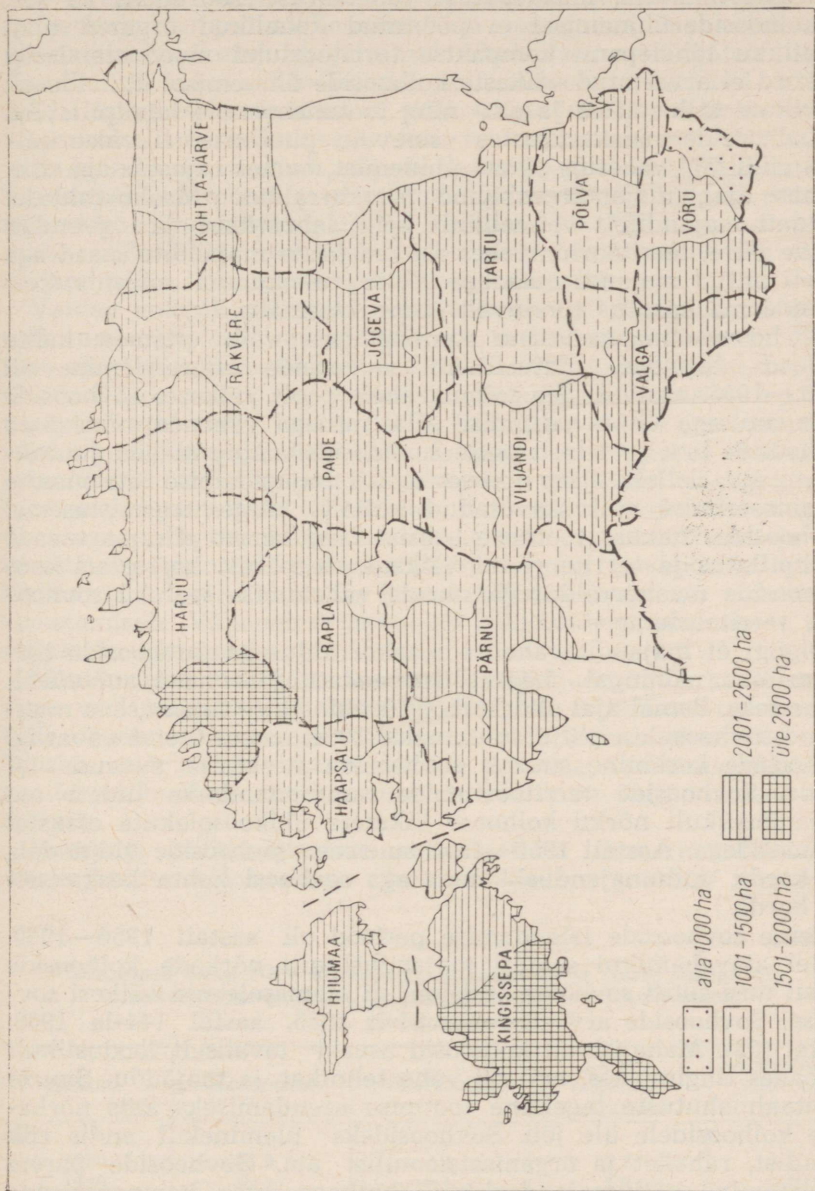 KOHTLA-JÄRVE
RAKVERE
HARJU
PAIDE
JÕGEVA
RAPLA
HAAPSALU
HIIUMAA
TARTU
VILJANDI
PÄRNU
KINGISSEPA
PÕLVA
VÕRU
VALGA
alla 1000 ha
1001-1500 ha
1501-2000 ha
2001-2500 ha
üle 2500 ha